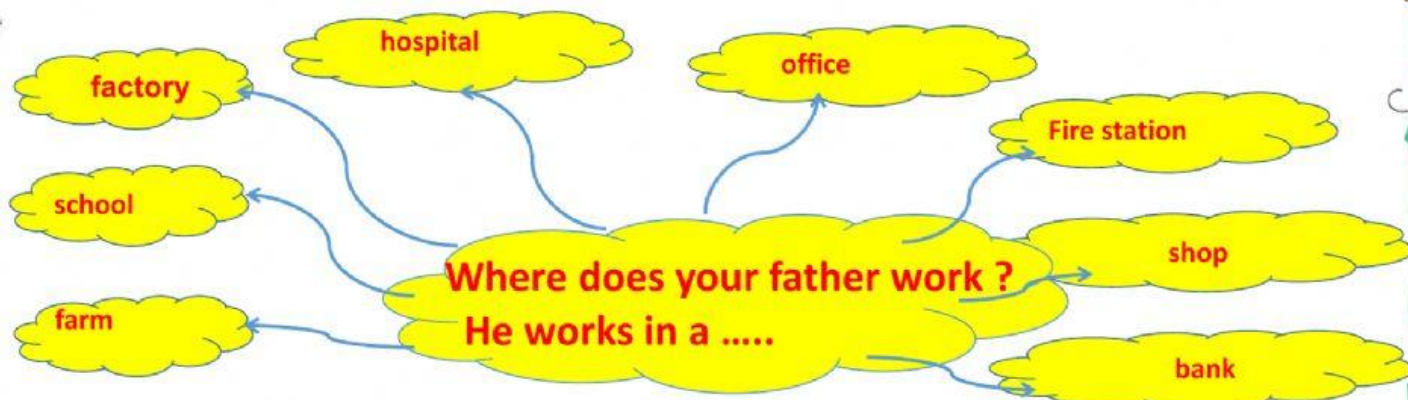 hospital
office
factory
Fire station
school
shop
Where does your father work ?
farm
He works in a .....
bank